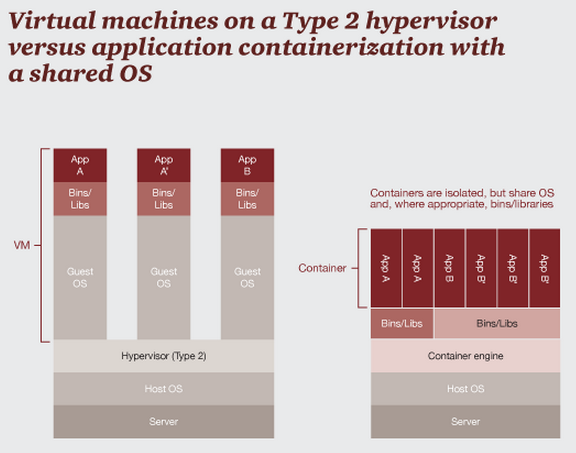 Virtual machines on a Type 2 hypervisor
versus application containerization with
a shared OS
App
A
App
A'
App
B
Bins/
Libs
Bins/
Libs
Bins/
Libs
VM
Guest
OS
Guest
OS
Guest
OS
Hypervisor (Type 2)
Host OS
Server
Containers are isolated, but share OS
and, where appropriate, bins/libraries
Container
App A
App A
App B
App B'
App B'
App B'
Bins/Libs
Bins/Libs
Container engine
Host OS
Server